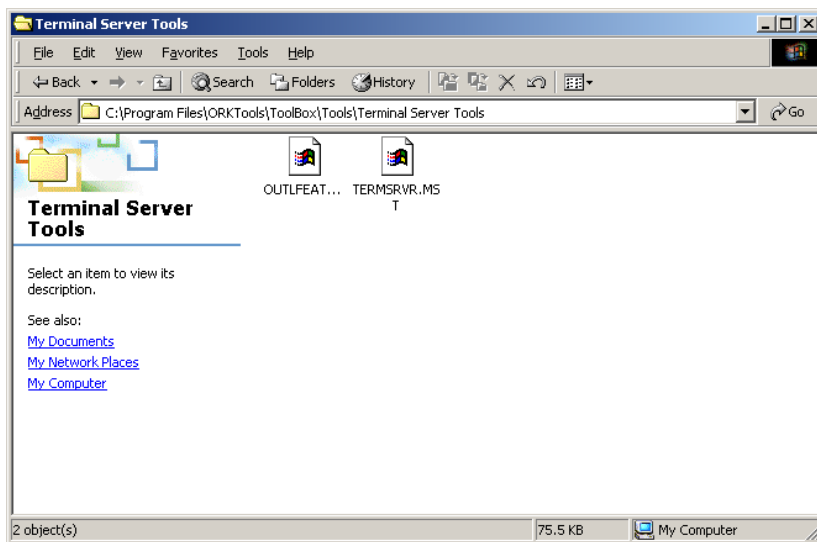 Terminal Server Tools
File Edit View Favorites Tools Help
Back Search Folders History
Address C:\Program Files\ORKTools\ToolBox\Tools\Terminal Server Tools Go
OUTLFEAT... TERMSRVR.MS
T
Terminal Server
Tools
Select an item to view its
description.
See also:
My Documents
My Network Places
My Computer
2 object(s) 75.5 KB My Computer